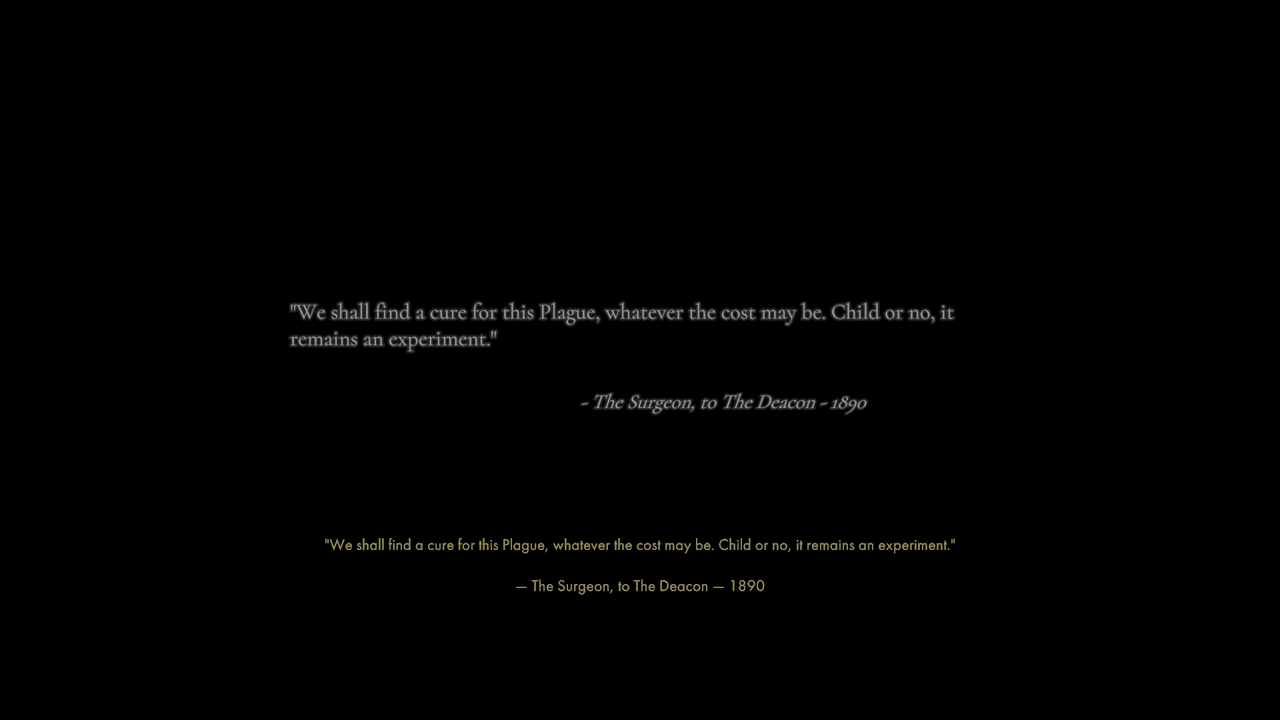 "We shall find a cure for this Plague, whatever the cost may be. Child or no, it
remains an experiment."
- The Surgeon, to The Deacon - 1890
"We shall find a cure for this Plague, whatever the cost may be. Child or no, it remains an experiment."
— The Surgeon, to The Deacon — 1890